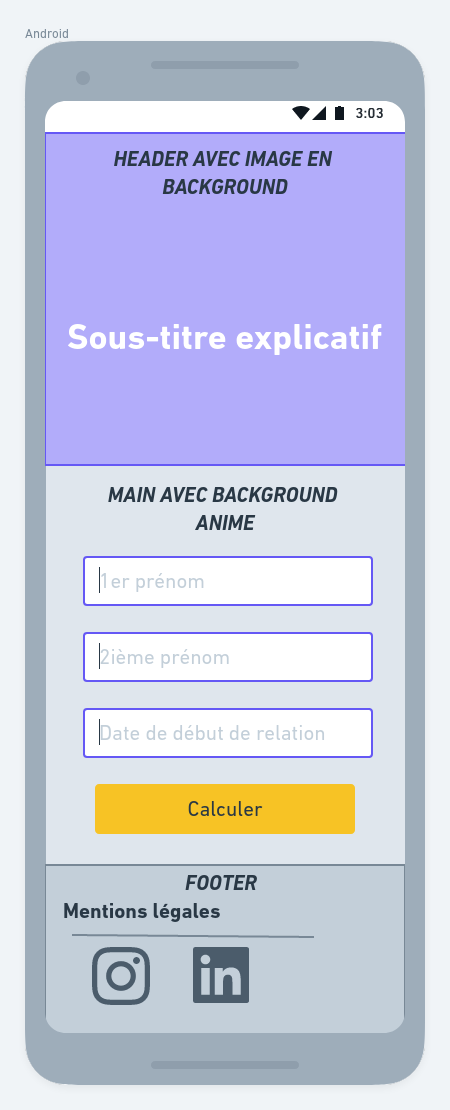 Android
3:03
HEADER AVEC IMAGE EN
BACKGROUND
Sous-titre explicatif
MAIN AVEC BACKGROUND
ANIME
1er prénom
2ième prénom
Date de début de relation
Calculer
FOOTER
Mentions légales
in